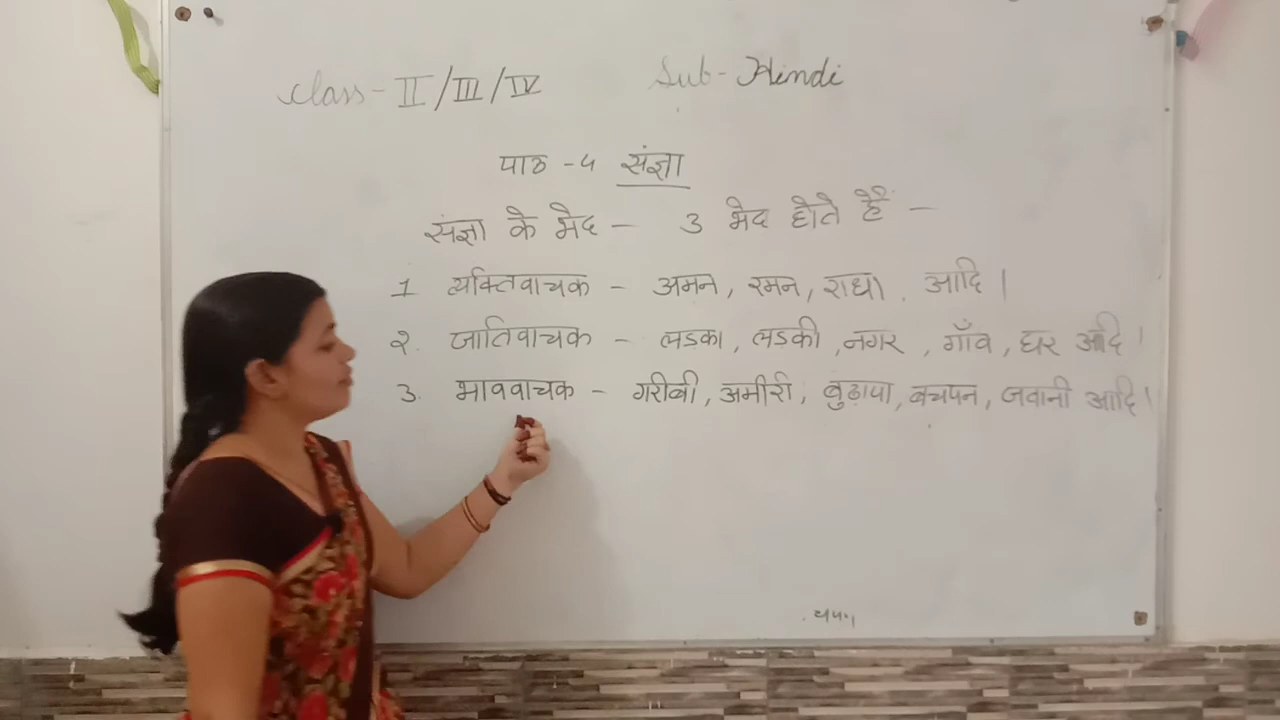 Class - II / III / IV Sub - Hindi
पाठ - ५ संज्ञा
संज्ञा के भेद - 3 भेद होते हैं -
1 व्यक्तिवाचक - अमन, रमन, राधा, आदि।
२. जातिवाचक - लड़का, लड़की, नगर, गाँव, घर आदि।
3. भाववाचक - गरीबी, अमीरी, बुढ़ापा, बचपन, जवानी आदि।